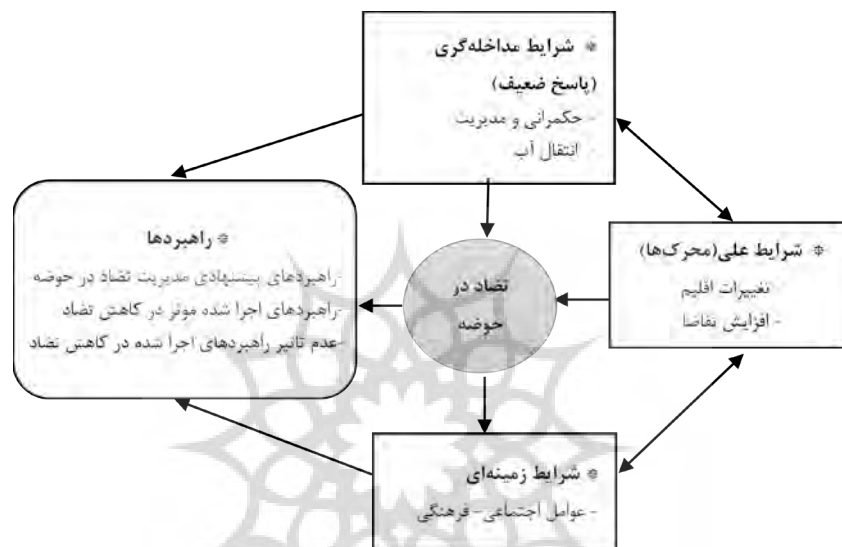 * شرایط مداخله‌گری
(پاسخ ضعیف)
- حکمرانی و مدیریت
انتقال آب
* شرایط علی(محرک‌ها)
تغییرات اقلیم
- افزایش تقاضا
تضاد در
حوضه
* راهبردها
-راهبردهای پیشنهادی مدیریت تضاد در حوضه
-راهبردهای اجرا شده موثر در کاهش تضاد
-عدم تاثیر راهبردهای اجرا شده در کاهش تضاد
* شرایط زمینه‌ای
- عوامل اجتماعی- فرهنگی